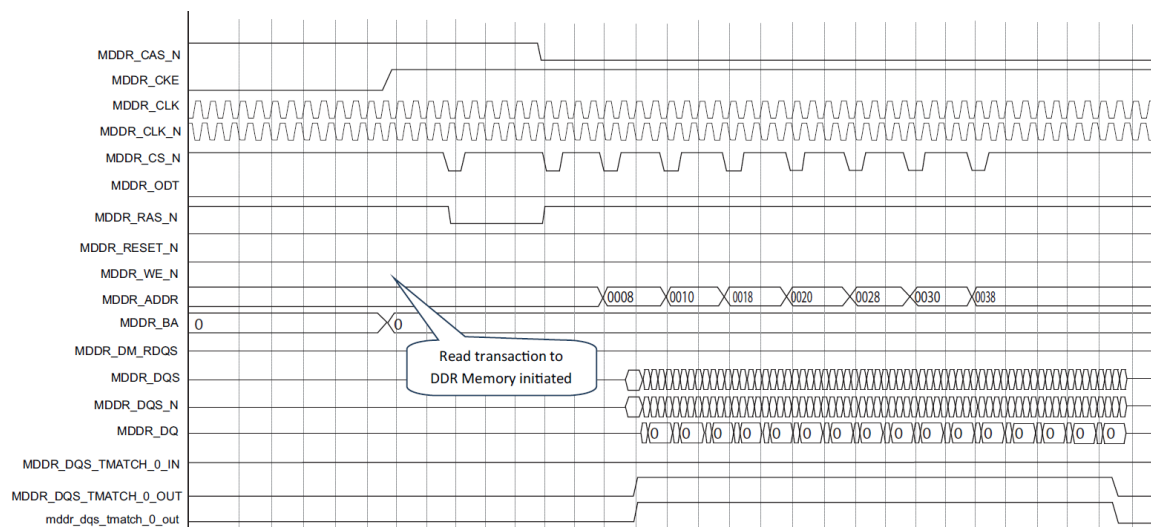 MDDR_CAS_N
MDDR_CKE
MDDR_CLK
MDDR_CLK_N
MDDR_CS_N
MDDR_ODT
MDDR_RAS_N
MDDR_RESET_N
MDDR_WE_N
MDDR_ADDR 0008 0010 0018 0020 0028 0030 0038
MDDR_BA 0 0
Read transaction to
DDR Memory initiated
MDDR_DM_RDQS
MDDR_DQS
MDDR_DQS_N
MDDR_DQ 0 0 0 0 0 0 0 0 0 0 0 0 0 0 0
MDDR_DQS_TMATCH_0_IN
MDDR_DQS_TMATCH_0_OUT
mddr_dqs_tmatch_0_out